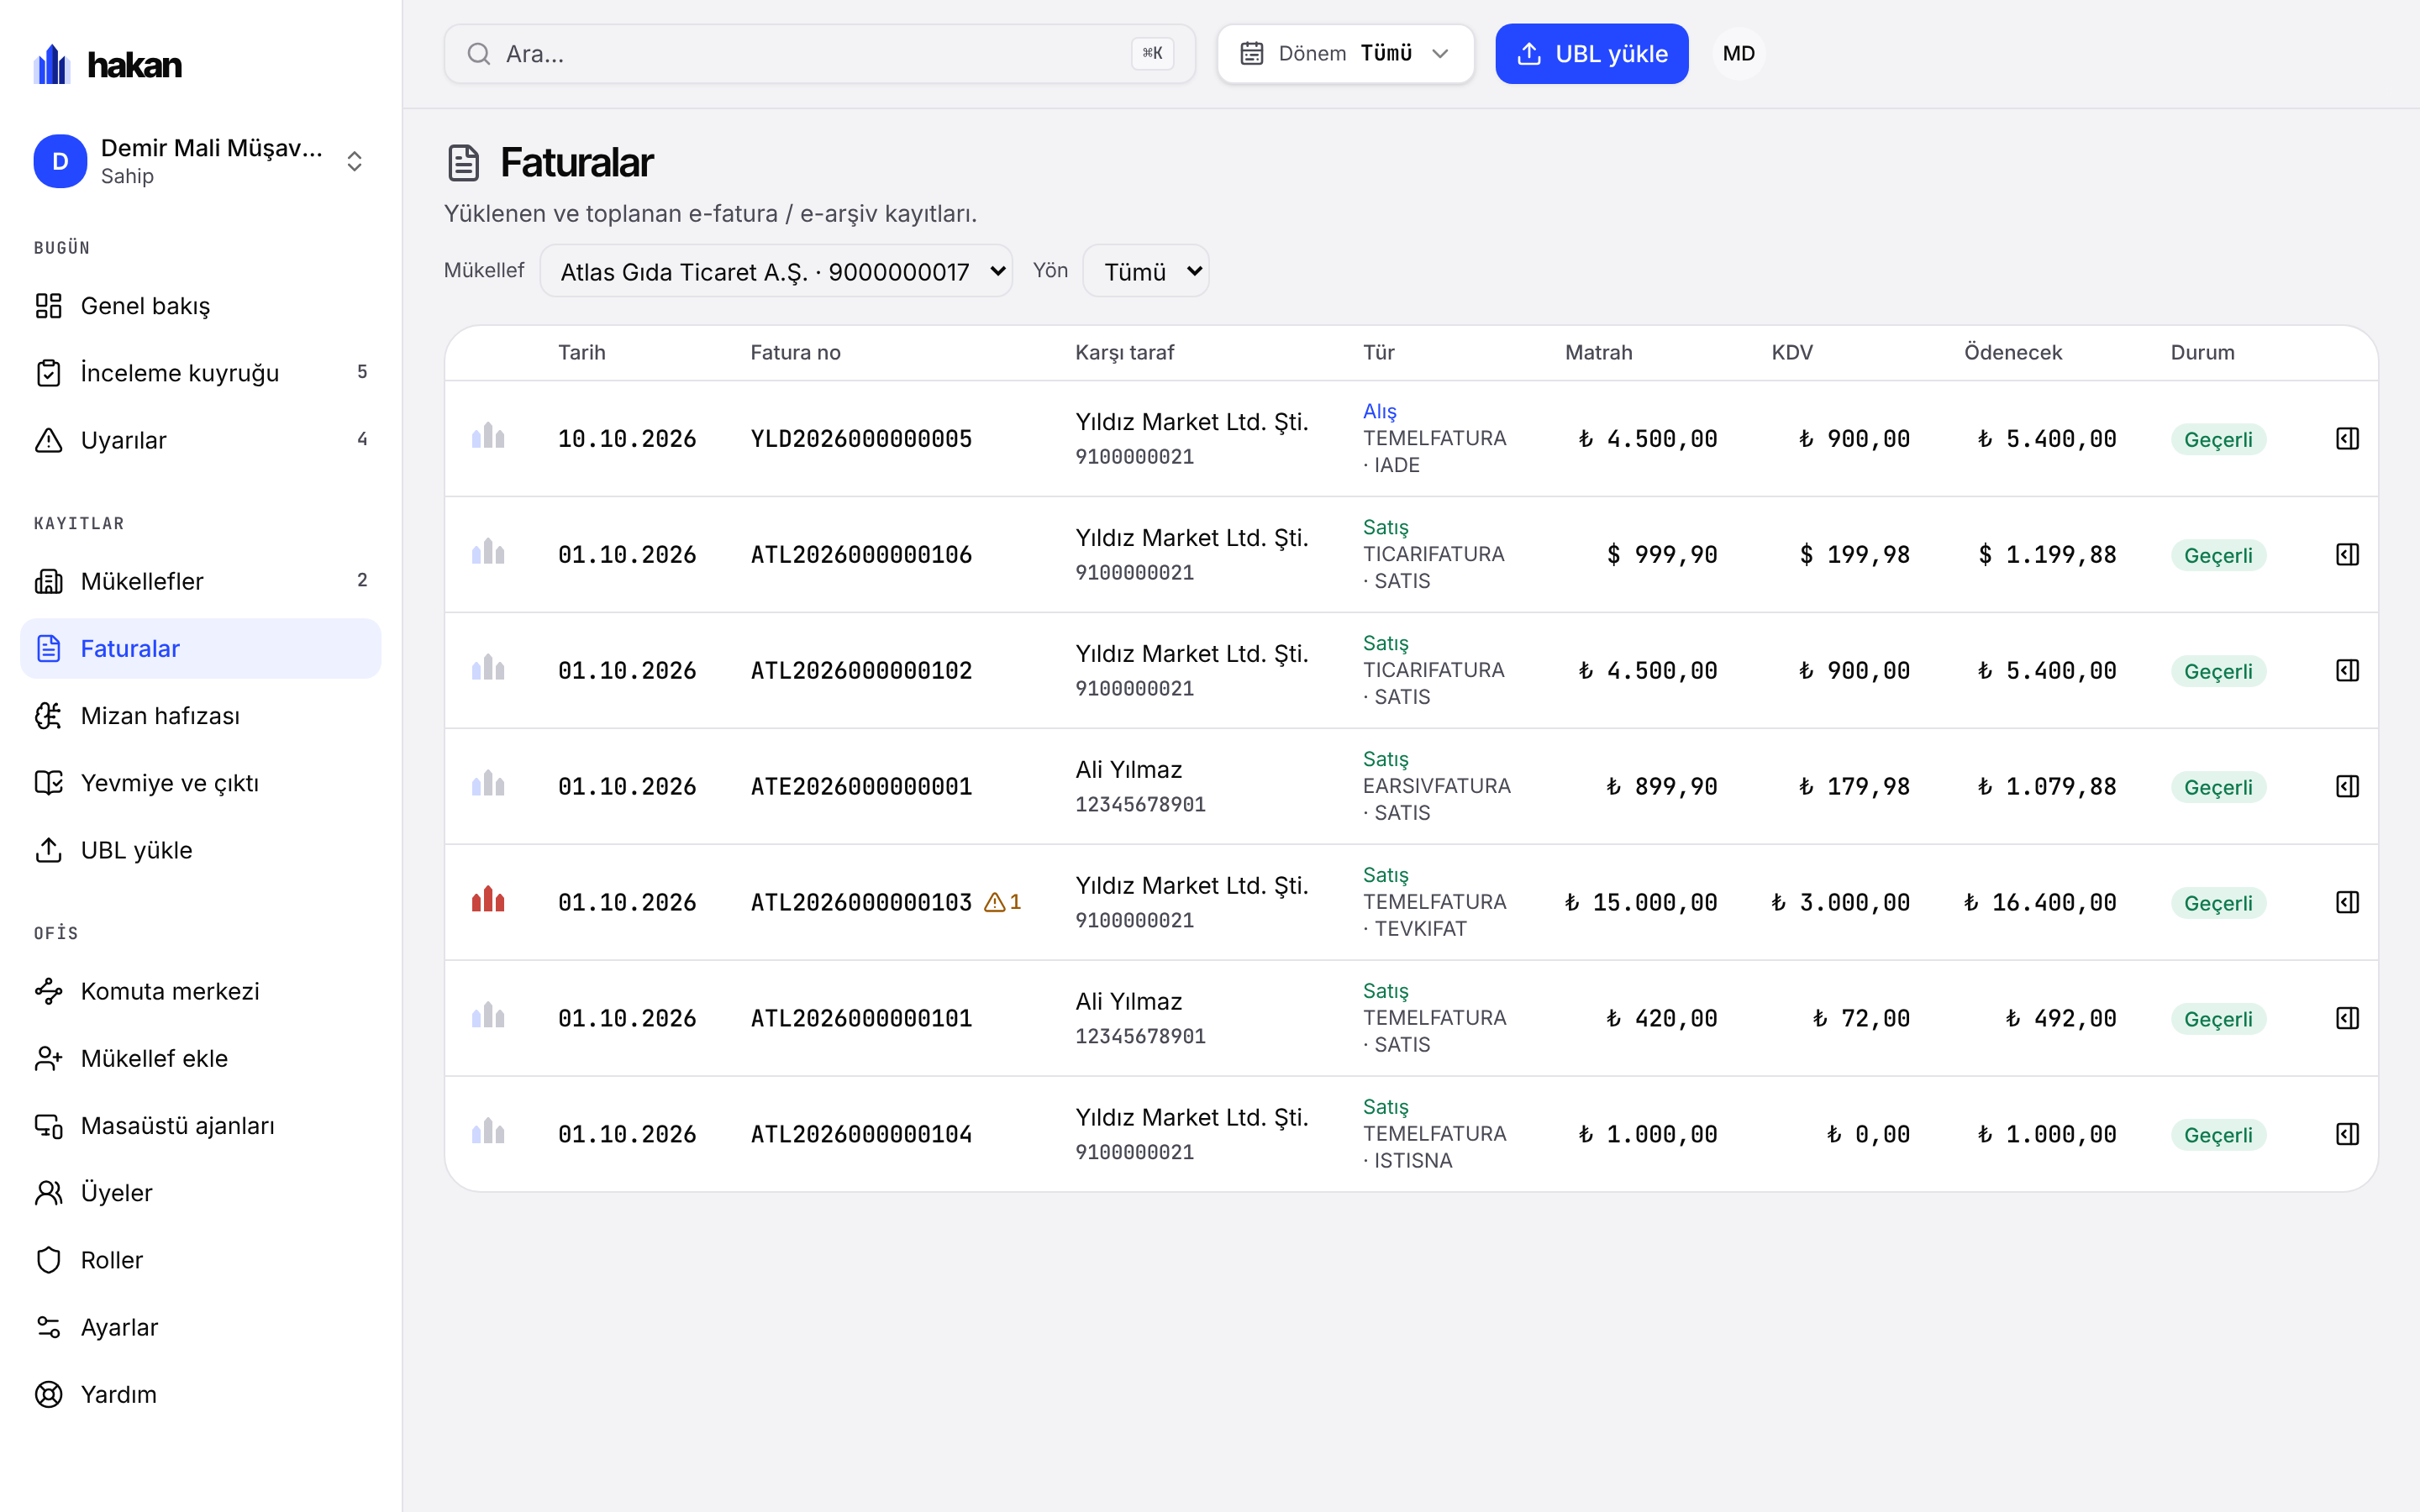 hakan
Demir Mali Müşav...
Sahip
BUGÜN
Genel bakış
İnceleme kuyruğu 5
Uyarılar 4
KAYITLAR
Mükellefler 2
Faturalar
Mizan hafızası
Yevmiye ve çıktı
UBL yükle
OFİS
Komuta merkezi
Mükellef ekle
Masaüstü ajanları
Üyeler
Roller
Ayarlar
Yardım
Ara... ⌘K Dönem Tümü UBL yükle MD
D
Faturalar
Yüklenen ve toplanan e-fatura / e-arşiv kayıtları.
Mükellef Atlas Gıda Ticaret A.Ş. · 9000000017 Yön Tümü
Tarih Fatura no Karşı taraf Tür Matrah KDV Ödenecek Durum
10.10.2026 YLD2026000000005 Yıldız Market Ltd. Şti. Alış ₺ 4.500,00 ₺ 900,00 ₺ 5.400,00 Geçerli
9100000021 TEMELFATURA
· IADE
01.10.2026 ATL2026000000106 Yıldız Market Ltd. Şti. Satış $ 999,90 $ 199,98 $ 1.199,88 Geçerli
9100000021 TICARIFATURA
· SATIS
01.10.2026 ATL2026000000102 Yıldız Market Ltd. Şti. Satış ₺ 4.500,00 ₺ 900,00 ₺ 5.400,00 Geçerli
9100000021 TICARIFATURA
· SATIS
01.10.2026 ATE2026000000001 Ali Yılmaz Satış ₺ 899,90 ₺ 179,98 ₺ 1.079,88 Geçerli
12345678901 EARSIVFATURA
· SATIS
01.10.2026 ATL2026000000103 1 Yıldız Market Ltd. Şti. Satış ₺ 15.000,00 ₺ 3.000,00 ₺ 16.400,00 Geçerli
9100000021 TEMELFATURA
· TEVKIFAT
01.10.2026 ATL2026000000101 Ali Yılmaz Satış ₺ 420,00 ₺ 72,00 ₺ 492,00 Geçerli
12345678901 TEMELFATURA
· SATIS
01.10.2026 ATL2026000000104 Yıldız Market Ltd. Şti. Satış ₺ 1.000,00 ₺ 0,00 ₺ 1.000,00 Geçerli
9100000021 TEMELFATURA
· ISTISNA